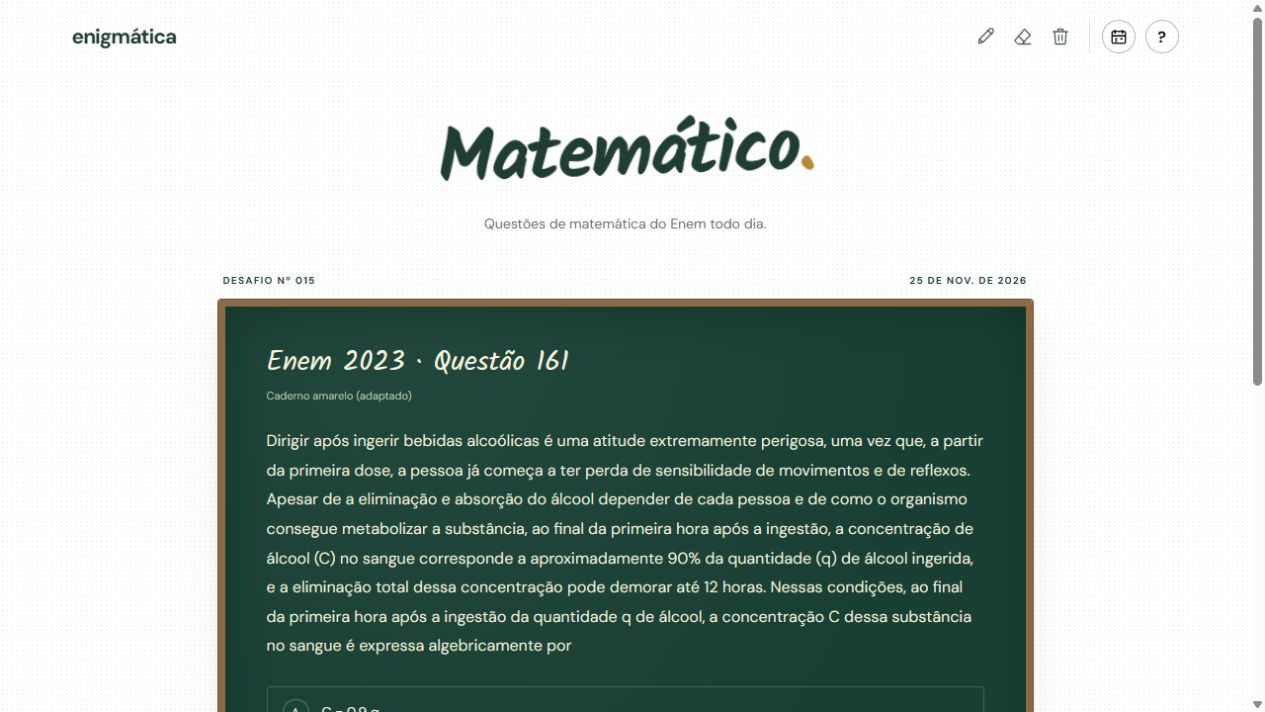 enigmática
?
Matemático.
Questões de matemática do Enem todo dia.
DESAFIO Nº 015
25 DE NOV. DE 2026
Enem 2023 · Questão 161
Caderno amarelo (adaptado)
Dirigir após ingerir bebidas alcoólicas é uma atitude extremamente perigosa, uma vez que, a partir
da primeira dose, a pessoa já começa a ter perda de sensibilidade de movimentos e de reflexos.
Apesar de a eliminação e absorção do álcool depender de cada pessoa e de como o organismo
consegue metabolizar a substância, ao final da primeira hora após a ingestão, a concentração de
álcool (C) no sangue corresponde a aproximadamente 90% da quantidade (q) de álcool ingerida,
e a eliminação total dessa concentração pode demorar até 12 horas. Nessas condições, ao final
da primeira hora após a ingestão da quantidade q de álcool, a concentração C dessa substância
no sangue é expressa algebricamente por